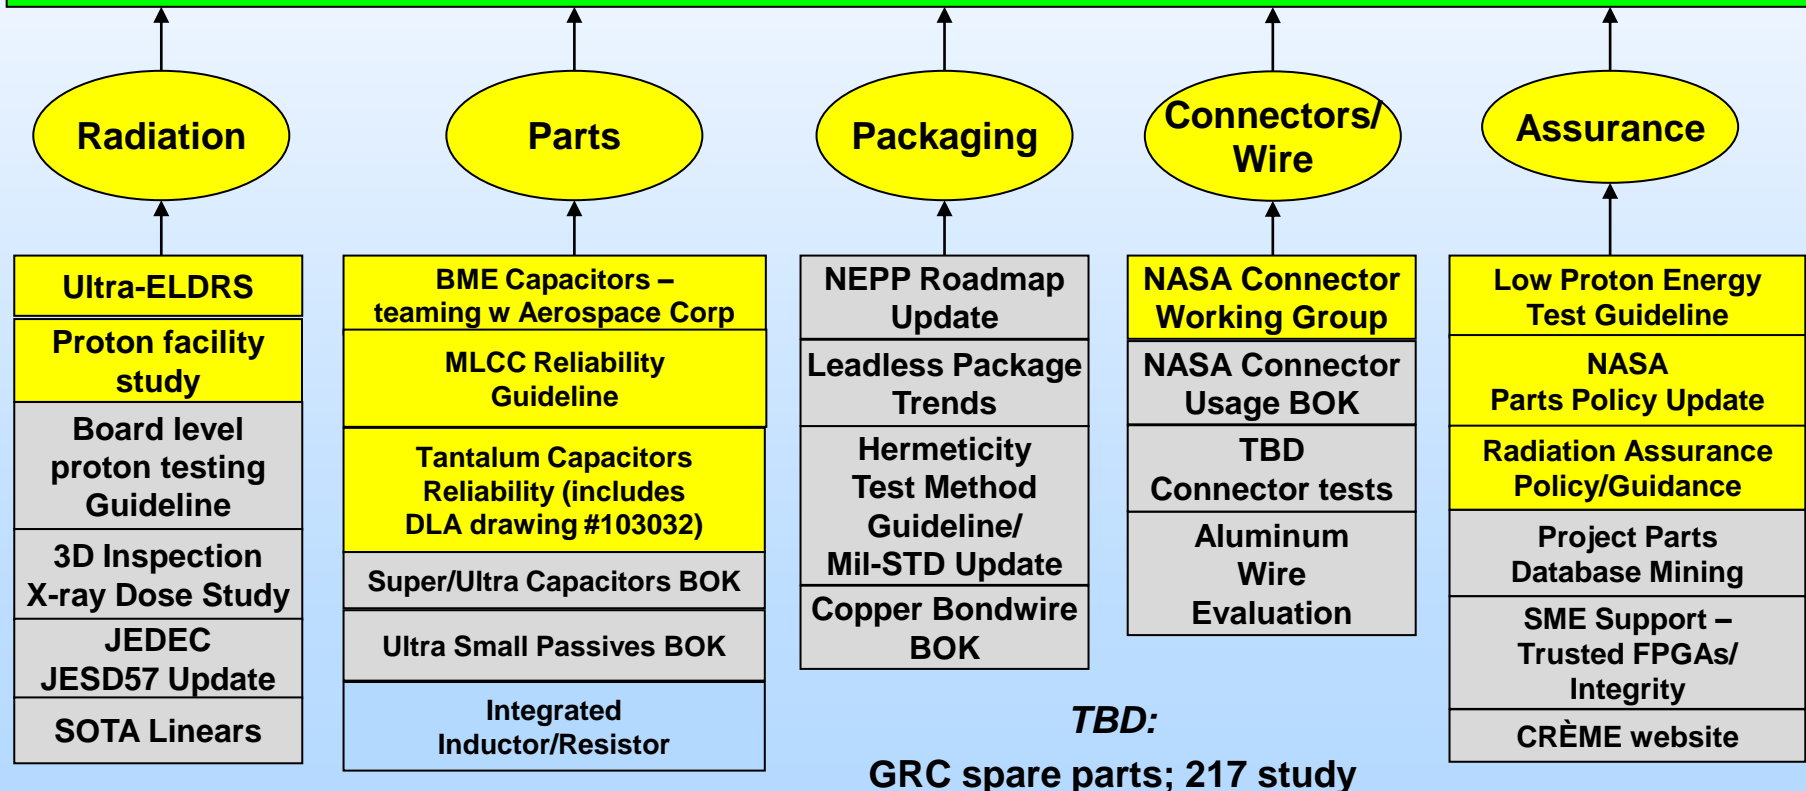 Radiation
Parts
Packaging
Connectors/
Wire
Assurance
Ultra-ELDRS
Proton facility
study
Board level
proton testing
Guideline
3D Inspection
X-ray Dose Study
JEDEC
JESD57 Update
SOTA Linears
BME Capacitors –
teaming w Aerospace Corp
MLCC Reliability
Guideline
Tantalum Capacitors
Reliability (includes
DLA drawing #103032)
Super/Ultra Capacitors BOK
Ultra Small Passives BOK
Integrated
Inductor/Resistor
NEPP Roadmap
Update
Leadless Package
Trends
Hermeticity
Test Method
Guideline/
Mil-STD Update
Copper Bondwire
BOK
NASA Connector
Working Group
NASA Connector
Usage BOK
TBD
Connector tests
Aluminum
Wire
Evaluation
Low Proton Energy
Test Guideline
NASA
Parts Policy Update
Radiation Assurance
Policy/Guidance
Project Parts
Database Mining
SME Support –
Trusted FPGAs/
Integrity
CRÈME website
TBD:
GRC spare parts; 217 study